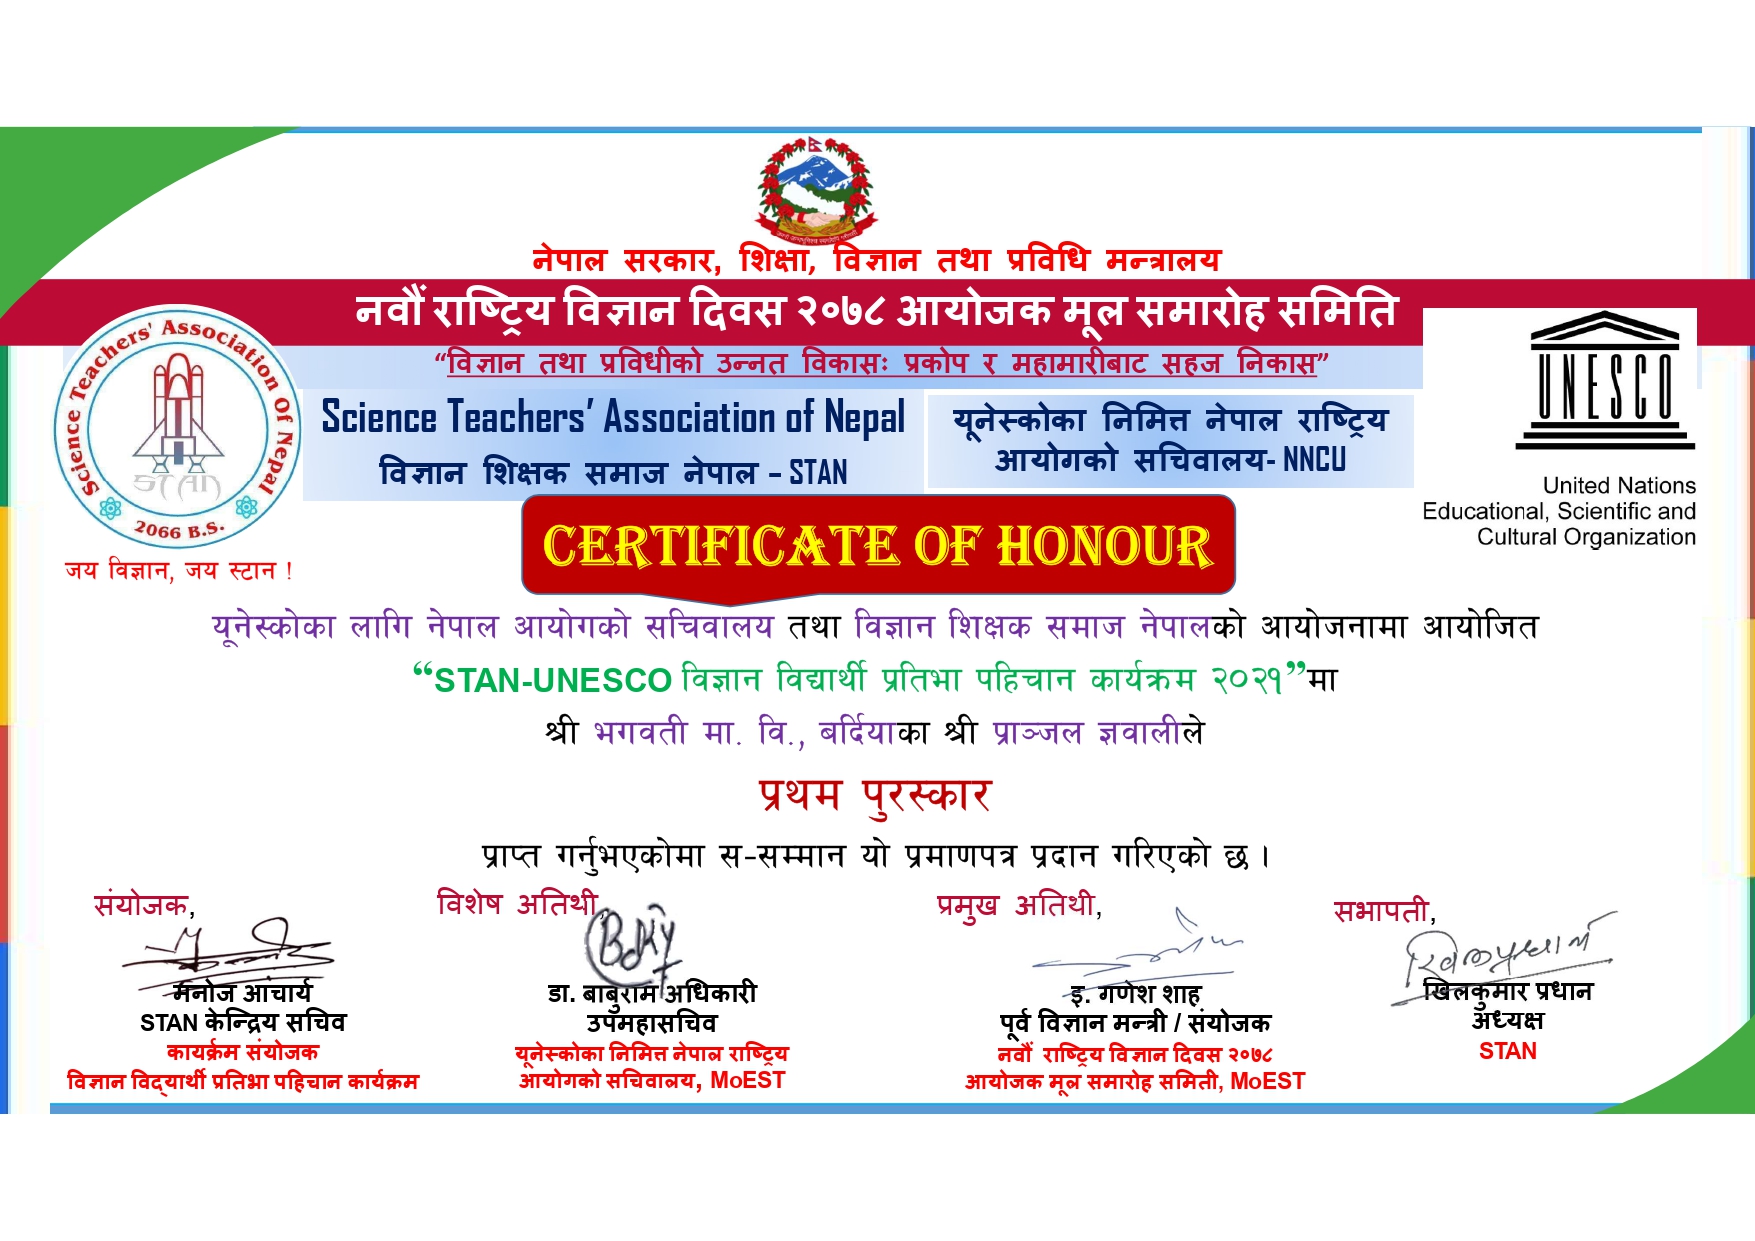 नेपाल सरकार, शिक्षा, विज्ञान तथा प्रविधि मन्त्रालय
नवौं राष्ट्रिय विज्ञान दिवस २०७८ आयोजक मूल समारोह समिति
“विज्ञान तथा प्रविधीको उन्नत विकासः प्रकोप र महामारीबाट सहज निकास”
Science Teachers' Association Of Nepal
STAN
2066 B.S.
जय विज्ञान, जय स्टान !
Science Teachers’ Association of Nepal
विज्ञान शिक्षक समाज नेपाल – STAN
यूनेस्कोका निमित्त नेपाल राष्ट्रिय
आयोगको सचिवालय- NNCU
UNESCO
United Nations
Educational, Scientific and
Cultural Organization
CERTIFICATE OF HONOUR
यूनेस्कोका लागि नेपाल आयोगको सचिवालय तथा विज्ञान शिक्षक समाज नेपालको आयोजनामा आयोजित
“STAN-UNESCO विज्ञान विद्यार्थी प्रतिभा पहिचान कार्यक्रम २०२१”मा
श्री भगवती मा. वि., बर्दियाका श्री प्राञ्जल ज्ञवालीले
प्रथम पुरस्कार
प्राप्त गर्नुभएकोमा स-सम्मान यो प्रमाणपत्र प्रदान गरिएको छ ।
संयोजक,
मनोज आचार्य
STAN केन्द्रिय सचिव
कायर्क्रम संयोजक
विज्ञान विद्यार्थी प्रतिभा पहिचान कार्यक्रम
विशेष अतिथी,
डा. बाबुराम अधिकारी
उपमहासचिव
यूनेस्कोका निमित्त नेपाल राष्ट्रिय
आयोगको सचिवालय, MoEST
प्रमुख अतिथी,
इ. गणेश शाह
पूर्व विज्ञान मन्त्री / संयोजक
नवौं राष्ट्रिय विज्ञान दिवस २०७८
आयोजक मूल समारोह समिती, MoEST
सभापती,
खिलकुमार प्रधान
अध्यक्ष
STAN